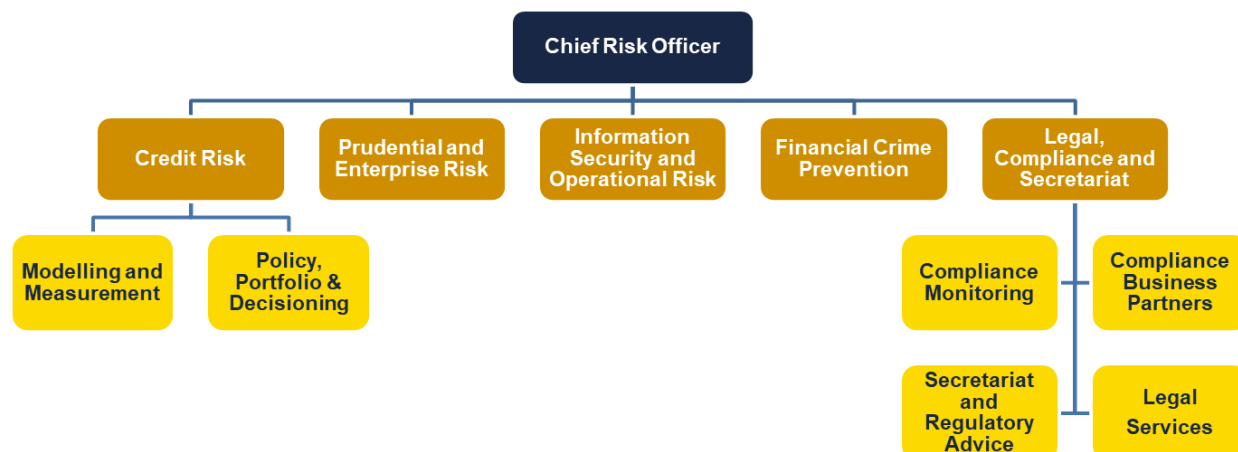 Chief Risk Officer
Credit Risk
Prudential and
Enterprise Risk
Information
Security and
Operational Risk
Financial Crime
Prevention
Legal,
Compliance and
Secretariat
Modelling and
Measurement
Policy,
Portfolio &
Decisioning
Compliance
Monitoring
Compliance
Business
Partners
Secretariat
and
Regulatory
Advice
Legal
Services